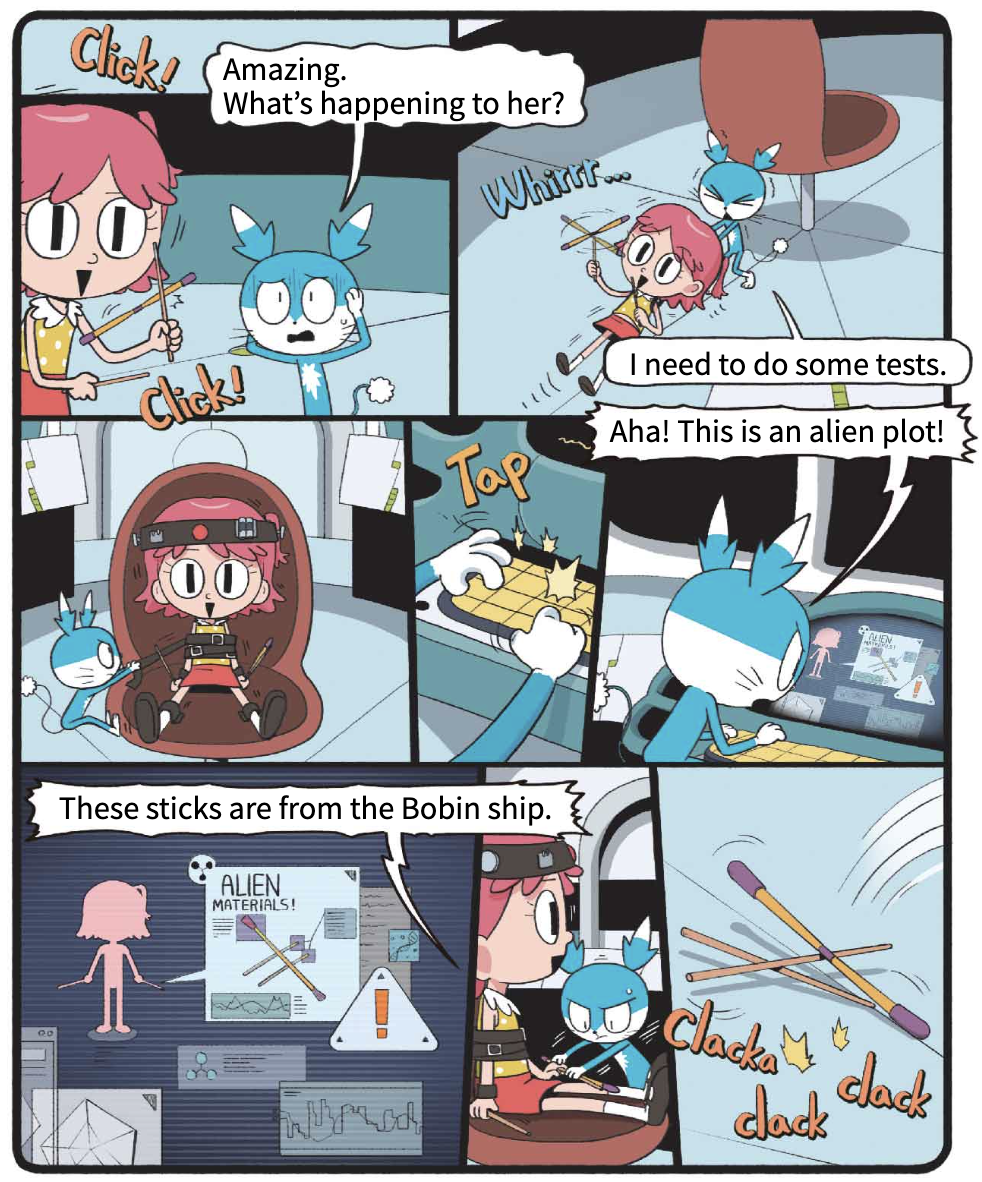 Click!
Amazing.
What's happening to her?
Click!
Whirrr...
I need to do some tests.
Aha! This is an alien plot!
Tap
ALIEN
MATERIALS!
!
These sticks are from the Bobin ship.
ALIEN
MATERIALS!
!
Clacka
clack
clack